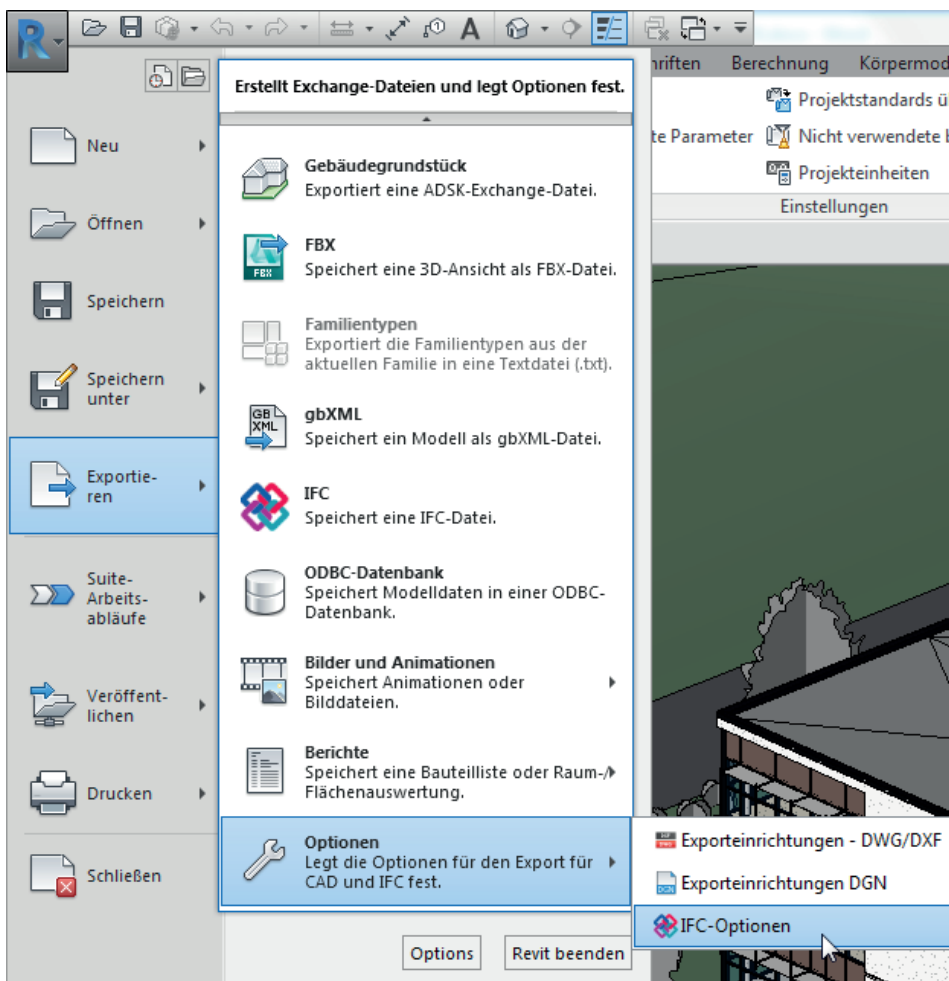 R
1
A
hriften Berechnung Körpermod
Projektstandards ü
te Parameter Nicht verwendete b
Projekteinheiten
Einstellungen
Neu
Öffnen
Speichern
Speichern
unter
Exportie-
ren
Suite-
Arbeits-
abläufe
Veröffent-
lichen
Drucken
Schließen
Erstellt Exchange-Dateien und legt Optionen fest.
Gebäudegrundstück
Exportiert eine ADSK-Exchange-Datei.
FBX
FBX
Speichert eine 3D-Ansicht als FBX-Datei.
Familientypen
Exportiert die Familientypen aus der
aktuellen Familie in eine Textdatei (.txt).
GB
XML
gbXML
Speichert ein Modell als gbXML-Datei.
IFC
Speichert eine IFC-Datei.
ODBC-Datenbank
Speichert Modelldaten in einer ODBC-
Datenbank.
Bilder und Animationen
Speichert Animationen oder
Bilddateien.
Berichte
Speichert eine Bauteilliste oder Raum-/
Flächenauswertung.
Optionen
Legt die Optionen für den Export für
CAD und IFC fest.
Exporteinrichtungen - DWG/DXF
DGN
Exporteinrichtungen DGN
IFC-Optionen
Options
Revit beenden